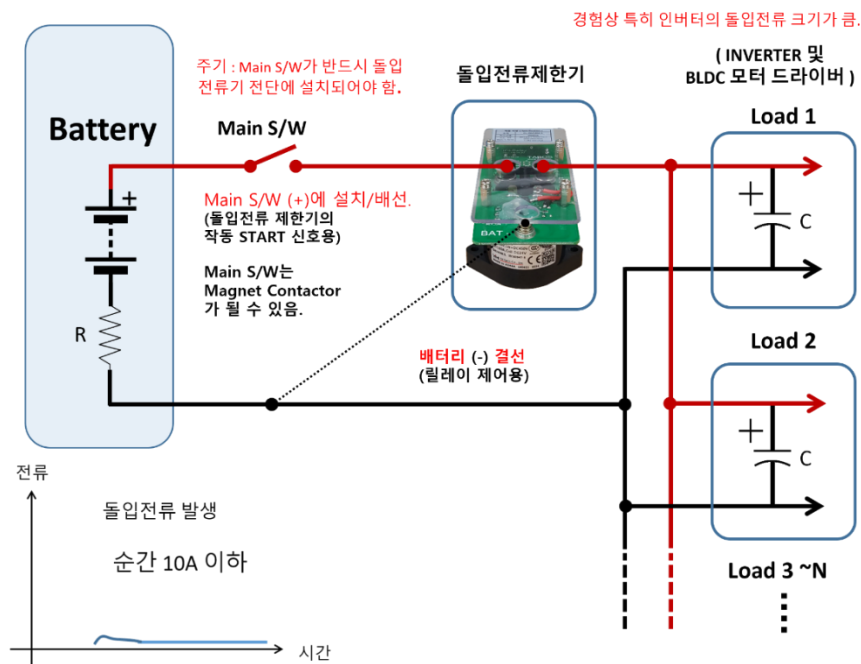 경험상 특히 인버터의 돌입전류 크기가 큼.
주기 : Main S/W가 반드시 돌입
전류기 전단에 설치되어야 함.
돌입전류제한기
( INVERTER 및
BLDC 모터 드라이버 )
Battery
Main S/W
Load 1
+
Main S/W (+)에 설치/배선.
(돌입전류 제한기의
작동 START 신호용)
BAT
+
C
Main S/W는
Magnet Contactor
가 될 수 있음.
R
Load 2
배터리 (-) 결선
(릴레이 제어용)
+
C
전류
돌입전류 발생
순간 10A 이하
Load 3 ~N
시간